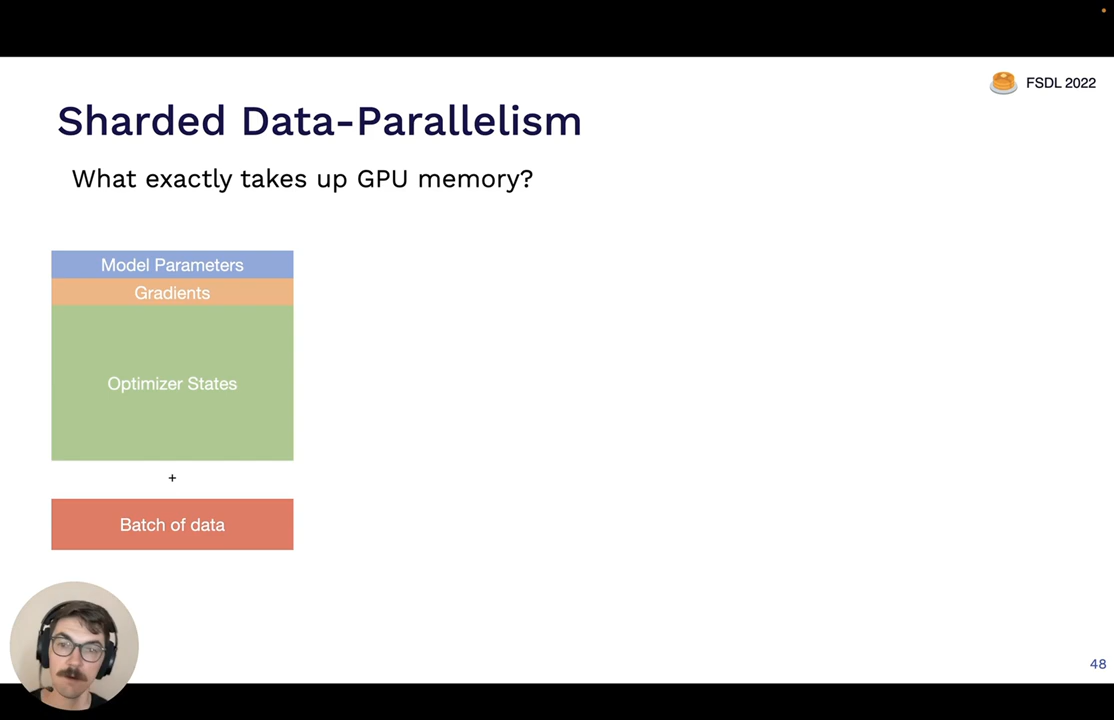 FSDL 2022
Sharded Data-Parallelism
What exactly takes up GPU memory?
Model Parameters
Gradients
Optimizer States
+
Batch of data
48